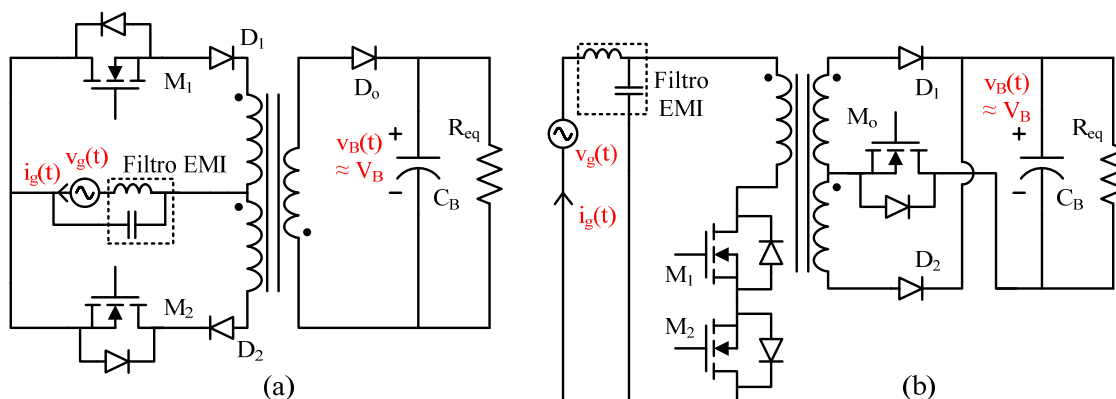 D1
M1
Do
vB(t)
≈ VB
+
−
CB
Req
ig(t)
vg(t)
Filtro EMI
M2
D2
(a)
Filtro
EMI
vg(t)
ig(t)
M1
M2
D1
Mo
D2
vB(t)
≈ VB
+
−
CB
Req
(b)